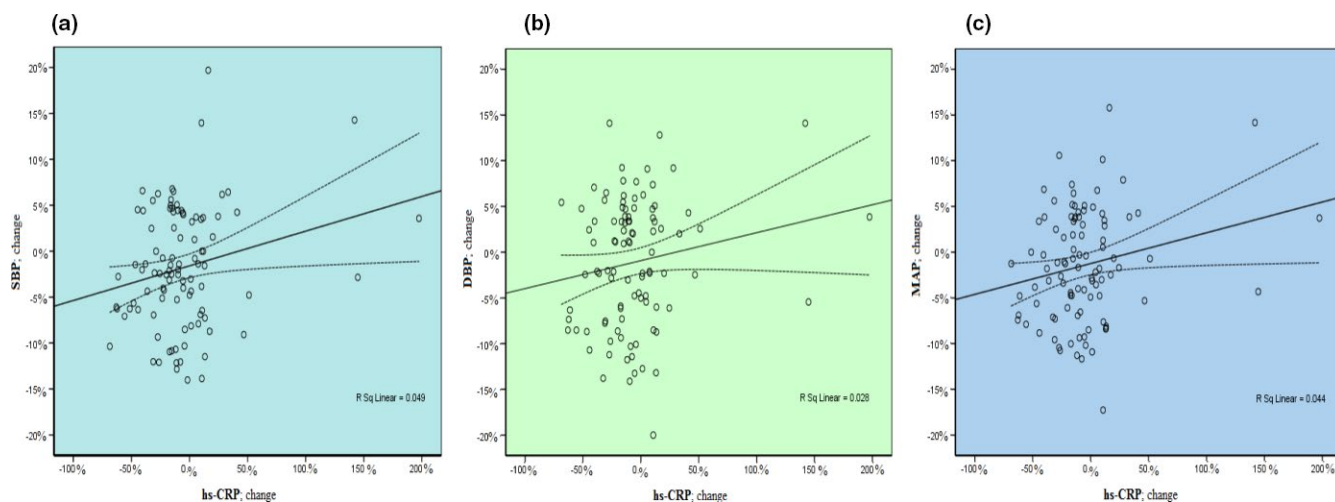 (a)
20%
15%
10%
5%
0%
-5%
-10%
-15%
-20%
SBP; change
R Sq Linear = 0.049
-100% -50% 0.% 50% 100% 150% 200%
hs-CRP; change
(b)
20%
15%
10%
5%
0%
-5%
-10%
-15%
-20%
DBP; change
R Sq Linear = 0.028
-100% -50% 0.% 50% 100% 150% 200%
hs-CRP; change
(c)
20%
15%
10%
5%
0%
-5%
-10%
-15%
-20%
MAP; change
R Sq Linear = 0.044
-100% -50% 0.% 50% 100% 150% 200%
hs-CRP; change